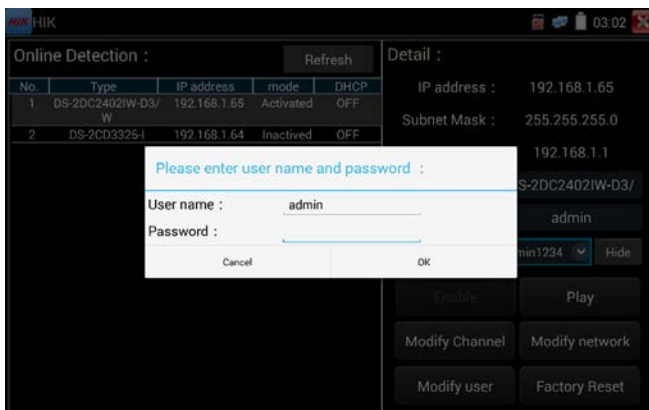 HIK HIK 03:02
Online Detection : Refresh
No. Type IP address mode DHCP
1 DS-2DC2402IW-D3/W 192.168.1.65 Activated OFF
2 DS-2CD3325-I 192.168.1.64 Inactived OFF
Please enter user name and password :
User name : admin
Password :
Cancel OK
Detail :
IP address : 192.168.1.65
Subnet Mask : 255.255.255.0
192.168.1.1
S-2DC2402IW-D3/
admin
min1234 Hide
Enable Play
Modify Channel Modify network
Modify user Factory Reset